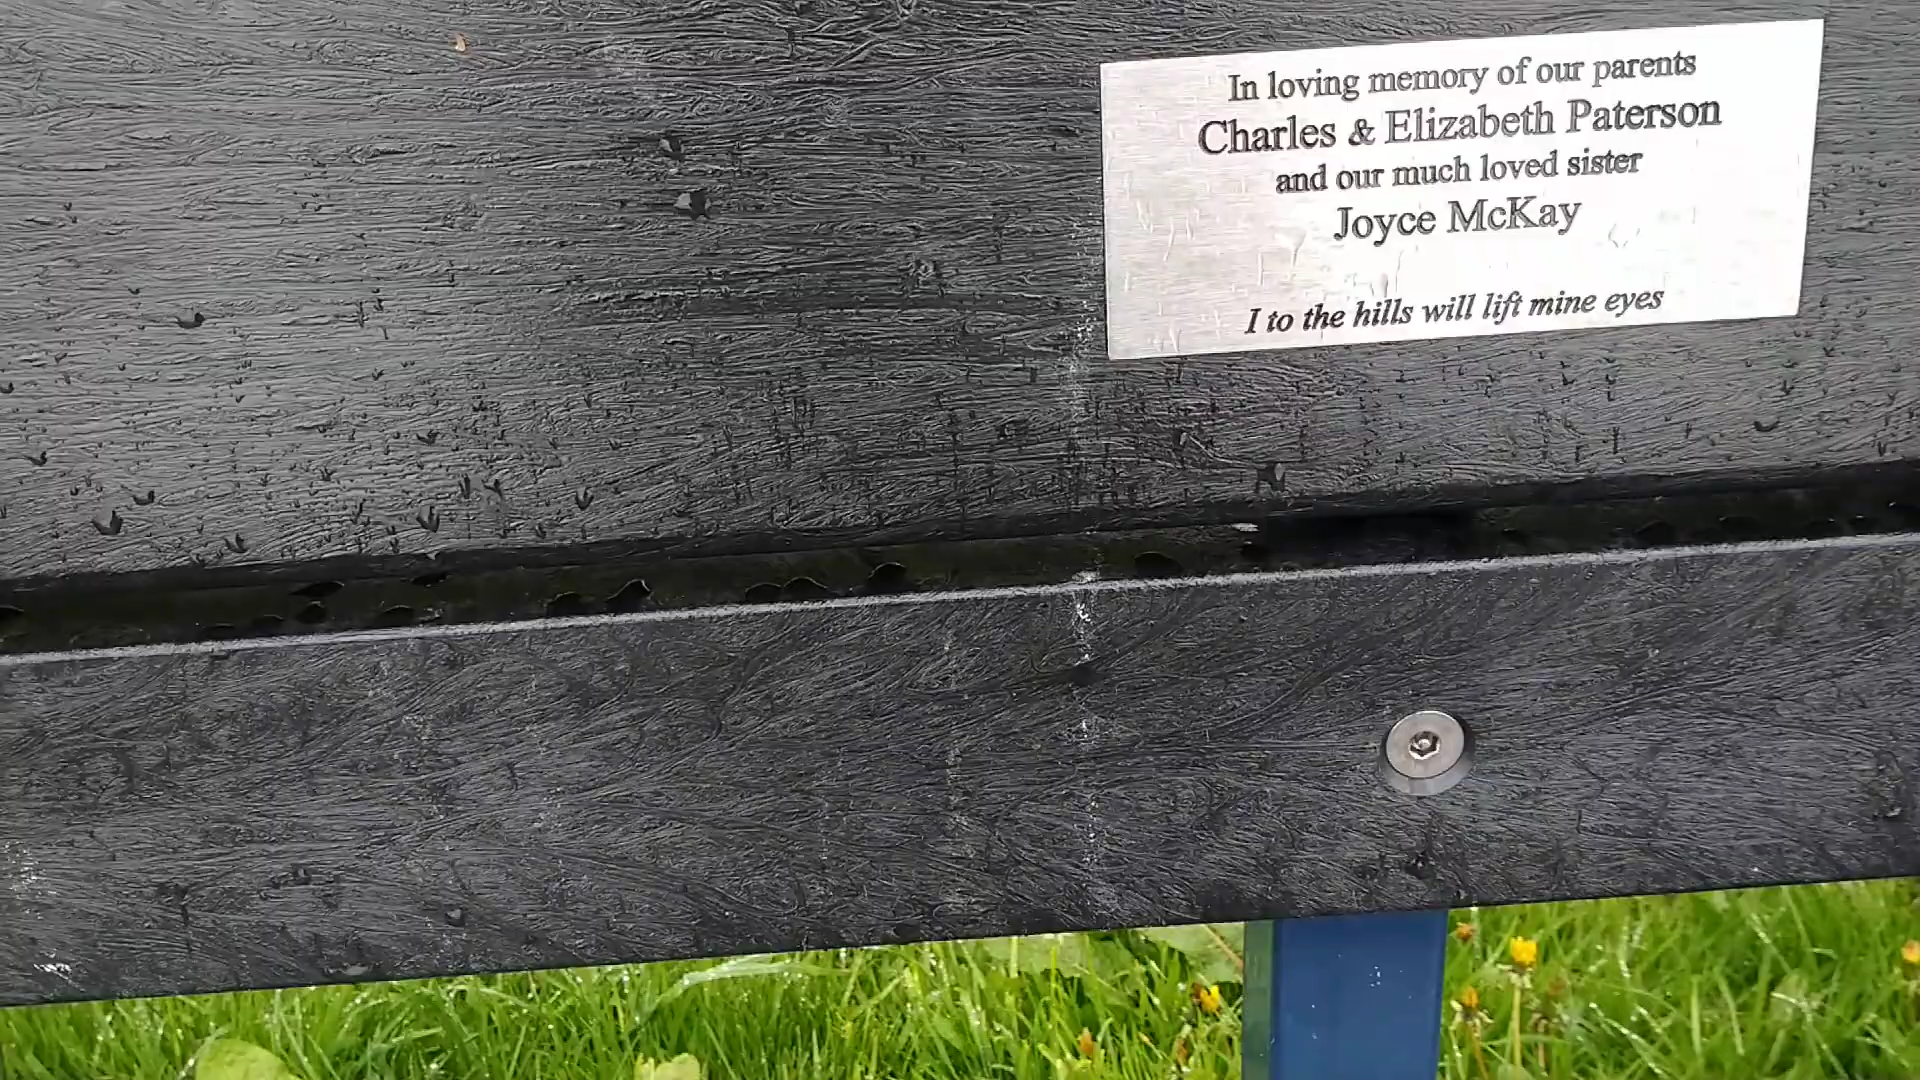 In loving memory of our parents
Charles & Elizabeth Paterson
and our much loved sister
Joyce McKay
I to the hills will lift mine eyes